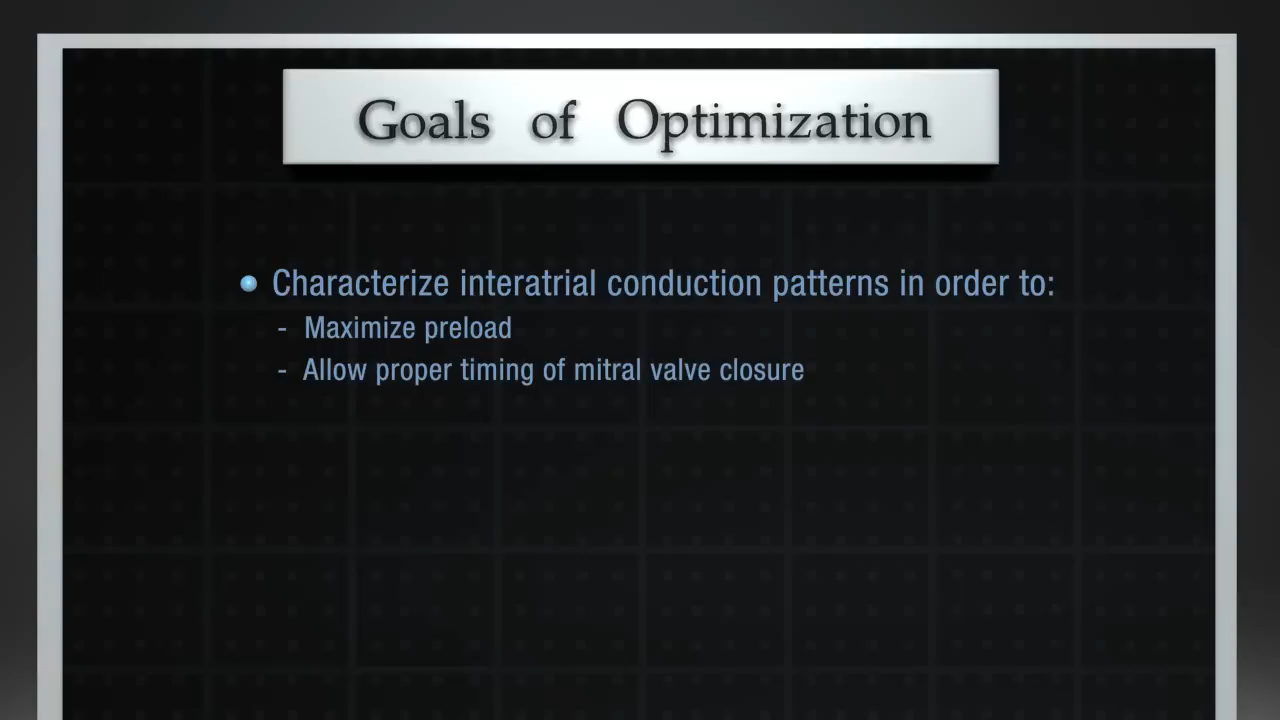 Goals of Optimization
• Characterize interatrial conduction patterns in order to:
- Maximize preload
- Allow proper timing of mitral valve closure